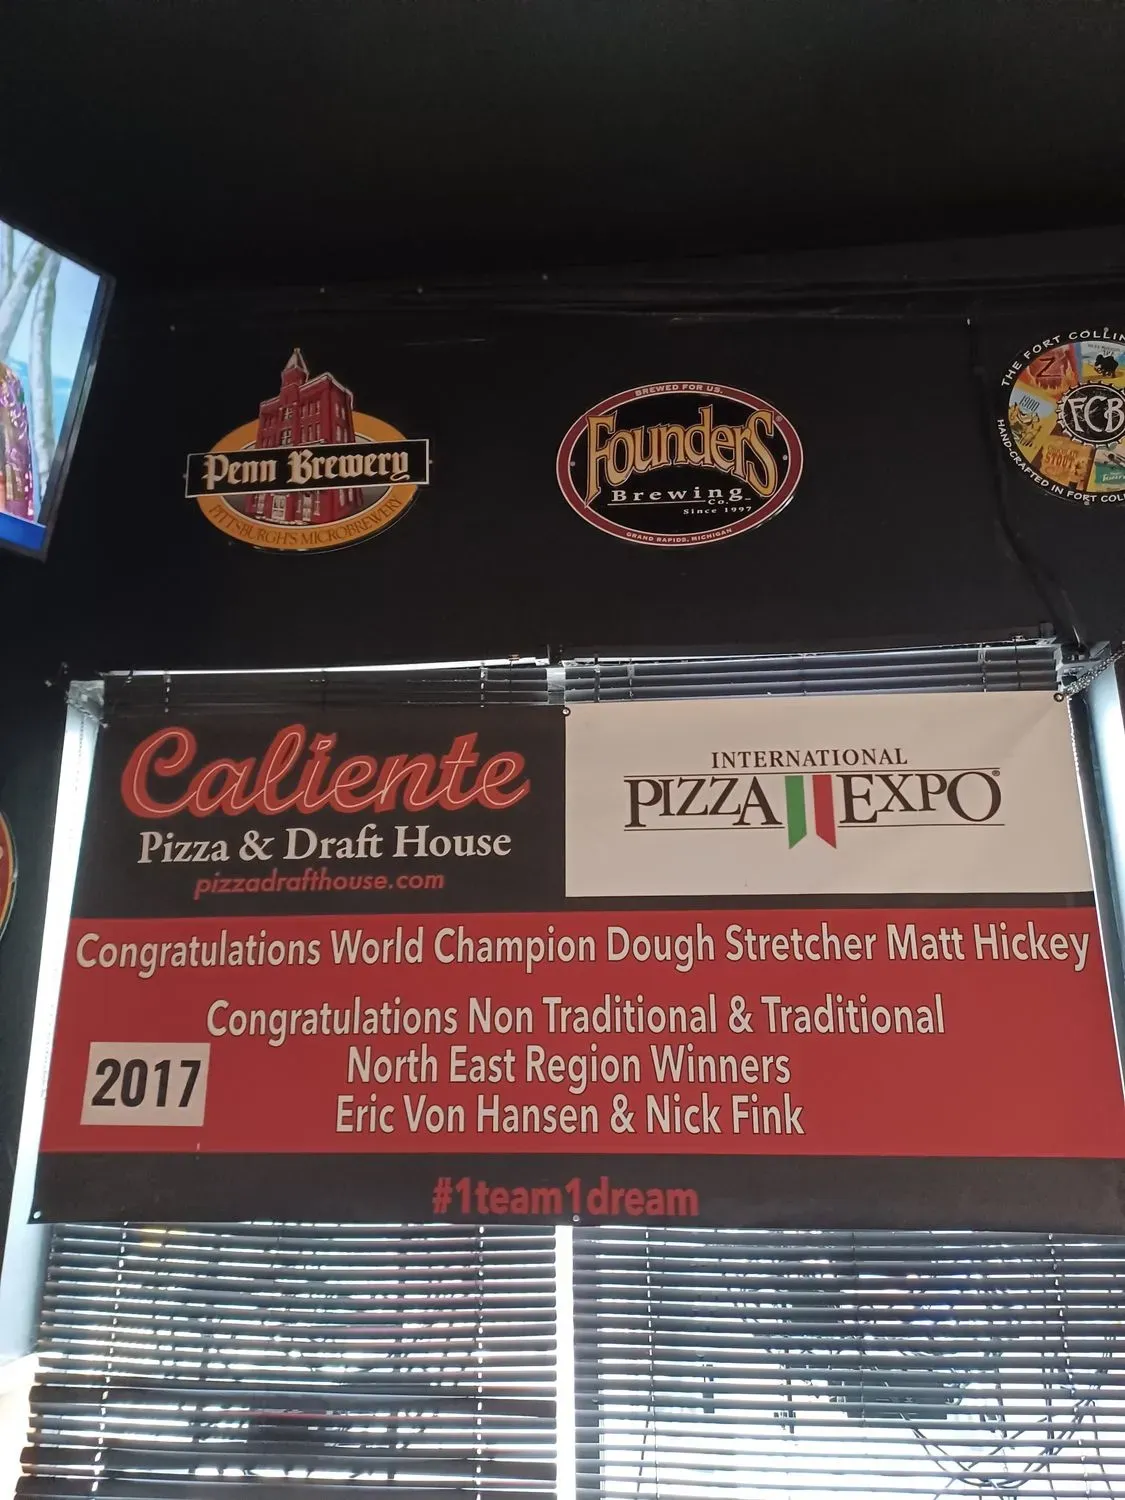 Penn Brewery
PITTSBURGH'S MICROBREWERY
BREWED FOR US.
Founders
Brewing
Co.
Since 1997
GRAND RAPIDS, MICHIGAN
THE FORT COLLIN
FCB
HAND-CRAFTED IN FORT COL
Caliente
Pizza & Draft House
pizzadrafthouse.com
INTERNATIONAL
PIZZA EXPO®
Congratulations World Champion Dough Stretcher Matt Hickey
Congratulations Non Traditional & Traditional
North East Region Winners
2017
Eric Von Hansen & Nick Fink
#1team1dream